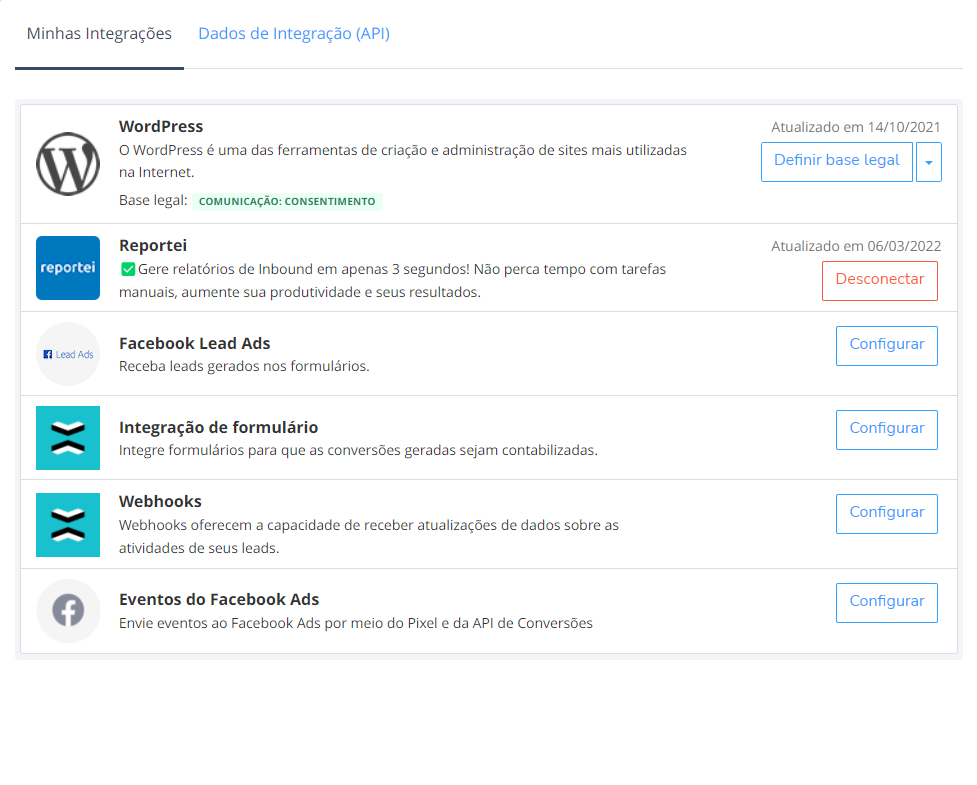 Minhas Integrações Dados de Integração (API)
WordPress
Atualizado em 14/10/2021
O WordPress é uma das ferramentas de criação e administração de sites mais utilizadas
na Internet.
Definir base legal
Base legal: COMUNICAÇÃO: CONSENTIMENTO
reportei
Reportei
Atualizado em 06/03/2022
✅Gere relatórios de Inbound em apenas 3 segundos! Não perca tempo com tarefas
manuais, aumente sua produtividade e seus resultados.
Desconectar
Lead Ads
Facebook Lead Ads
Receba leads gerados nos formulários.
Configurar
Integração de formulário
Integre formulários para que as conversões geradas sejam contabilizadas.
Configurar
Webhooks
Webhooks oferecem a capacidade de receber atualizações de dados sobre as
atividades de seus leads.
Configurar
Eventos do Facebook Ads
Envie eventos ao Facebook Ads por meio do Pixel e da API de Conversões
Configurar